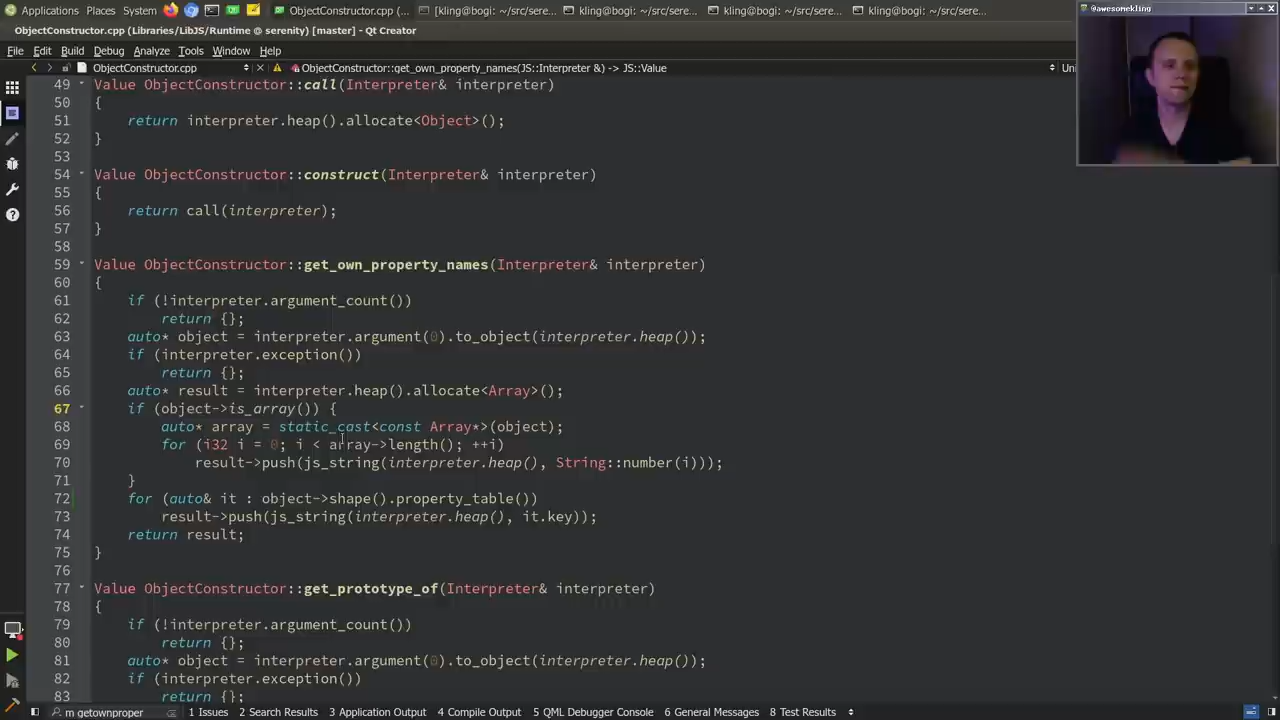 Applications Places System ObjectConstructor.cpp (... [kling@bogi: ~/src/sere... kling@bogi: ~/src/sere... kling@bogi: ~/src/sere... kling@bogi: ~/src/sere... @awesomekling
ObjectConstructor.cpp (Libraries/LibJS/Runtime @ serenity) [master] - Qt Creator
File Edit Build Debug Analyze Tools Window Help
ObjectConstructor.cpp ObjectConstructor::get_own_property_names(JS::Interpreter &) -> JS::Value Uni
49 Value ObjectConstructor::call(Interpreter& interpreter)
50 {
51 return interpreter.heap().allocate<Object>();
52 }
53
54 Value ObjectConstructor::construct(Interpreter& interpreter)
55 {
56 return call(interpreter);
57 }
58
59 Value ObjectConstructor::get_own_property_names(Interpreter& interpreter)
60 {
61 if (!interpreter.argument_count())
62 return {};
63 auto* object = interpreter.argument(0).to_object(interpreter.heap());
64 if (interpreter.exception())
65 return {};
66 auto* result = interpreter.heap().allocate<Array>();
67 if (object->is_array()) {
68 auto* array = static_cast<const Array*>(object);
69 for (i32 i = 0; i < array->length(); ++i)
70 result->push(js_string(interpreter.heap(), String::number(i)));
71 }
72 for (auto& it : object->shape().property_table())
73 result->push(js_string(interpreter.heap(), it.key));
74 return result;
75 }
76
77 Value ObjectConstructor::get_prototype_of(Interpreter& interpreter)
78 {
79 if (!interpreter.argument_count())
80 return {};
81 auto* object = interpreter.argument(0).to_object(interpreter.heap());
82 if (interpreter.exception())
83 return {};
m getownproper 1 Issues 2 Search Results 3 Application Output 4 Compile Output 5 QML Debugger Console 6 General Messages 8 Test Results